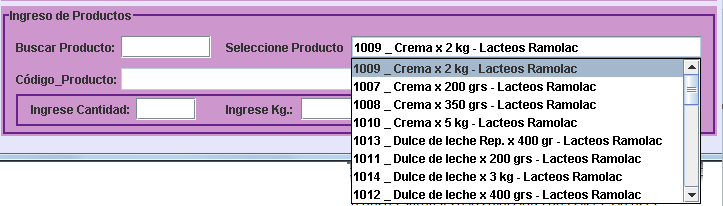 Ingreso de Productos
Buscar Producto: Seleccione Producto 1009 _ Crema x 2 kg - Lacteos Ramolac
Código_Producto: 1009 _ Crema x 2 kg - Lacteos Ramolac
1007 _ Crema x 200 grs - Lacteos Ramolac
Ingrese Cantidad: Ingrese Kg.: 1008 _ Crema x 350 grs - Lacteos Ramolac
1010 _ Crema x 5 kg - Lacteos Ramolac
1013 _ Dulce de leche Rep. x 400 gr - Lacteos Ramolac
1011 _ Dulce de leche x 200 grs - Lacteos Ramolac
1014 _ Dulce de leche x 3 kg - Lacteos Ramolac
1012 _ Dulce de leche x 400 grs - Lacteos Ramolac